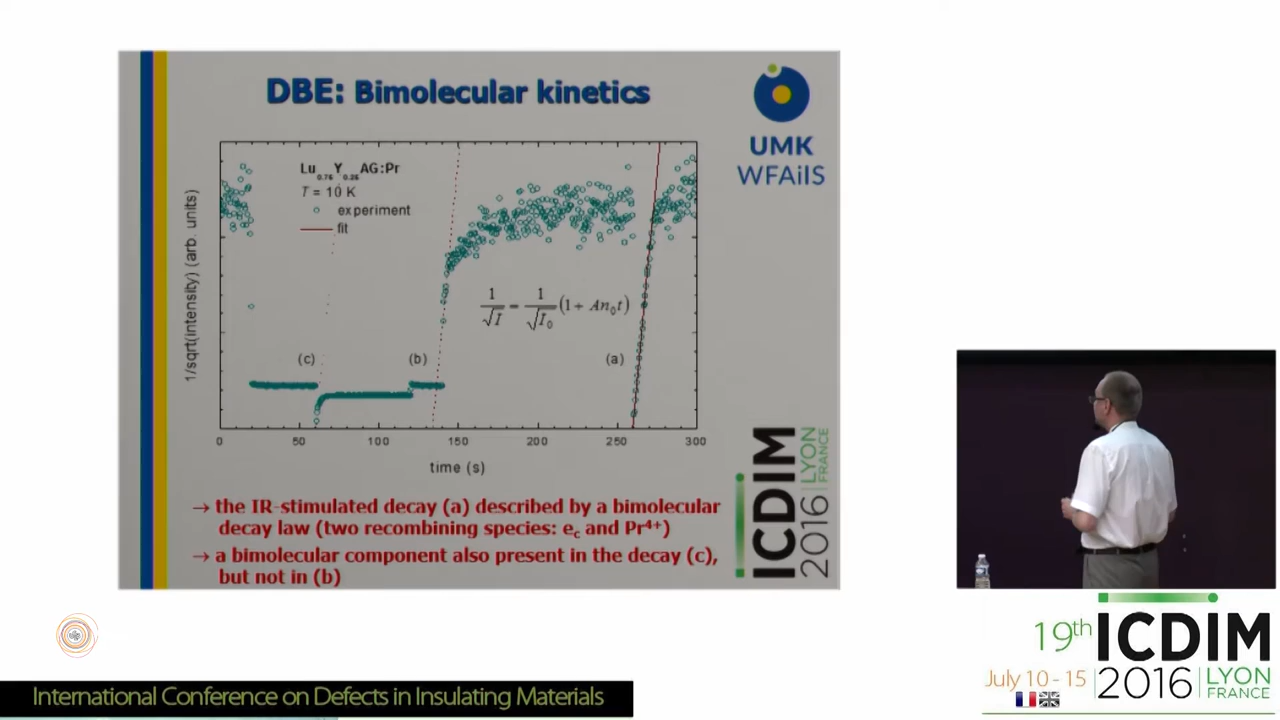 DBE: Bimolecular kinetics
UMK
WFAiIS
Lu0.75Y0.25AG:Pr
T = 10 K
experiment
fit
1/√I = 1/√I0 (1 + An0t)
(c)
(b)
(a)
1/sqrt(intensity) (arb. units)
0 50 100 150 200 250 300
time (s)
→ the IR-stimulated decay (a) described by a bimolecular
decay law (two recombining species: ec and Pr4+)
→ a bimolecular component also present in the decay (c),
but not in (b)
ICDIM
2016 LYON
FRANCE
19th ICDIM
July 10 - 15 2016 LYON
FRANCE
International Conference on Defects in Insulating Materials